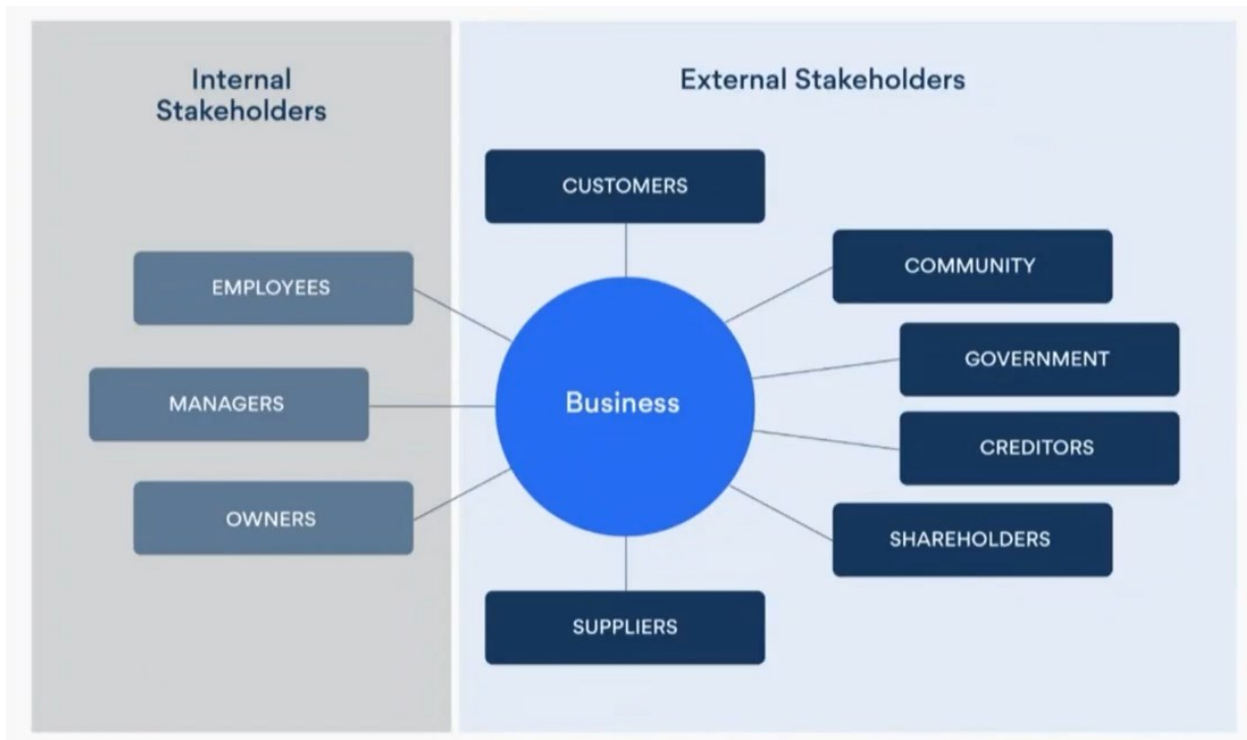 Internal
Stakeholders
External Stakeholders
CUSTOMERS
COMMUNITY
EMPLOYEES
GOVERNMENT
MANAGERS
Business
CREDITORS
OWNERS
SHAREHOLDERS
SUPPLIERS